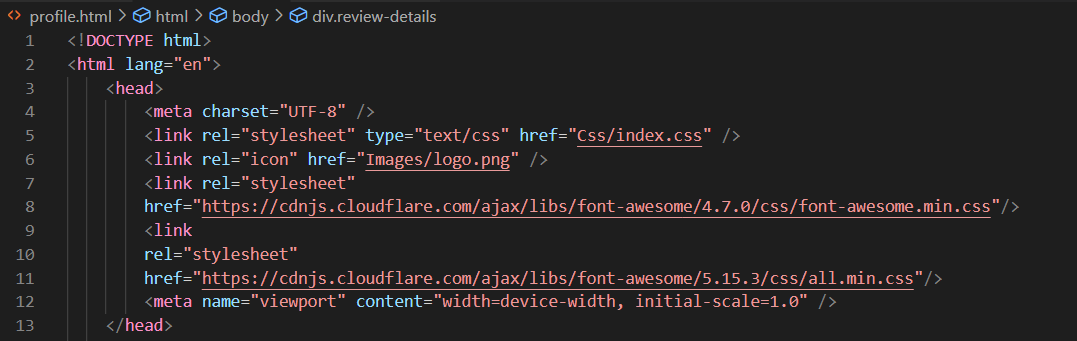 profile.html > html > body > div.review-details
1 <!DOCTYPE html>
2 <html lang="en">
3 <head>
4 <meta charset="UTF-8" />
5 <link rel="stylesheet" type="text/css" href="Css/index.css" />
6 <link rel="icon" href="Images/logo.png" />
7 <link rel="stylesheet"
8 href="https://cdnjs.cloudflare.com/ajax/libs/font-awesome/4.7.0/css/font-awesome.min.css"/>
9 <link
10 rel="stylesheet"
11 href="https://cdnjs.cloudflare.com/ajax/libs/font-awesome/5.15.3/css/all.min.css"/>
12 <meta name="viewport" content="width=device-width, initial-scale=1.0" />
13 </head>